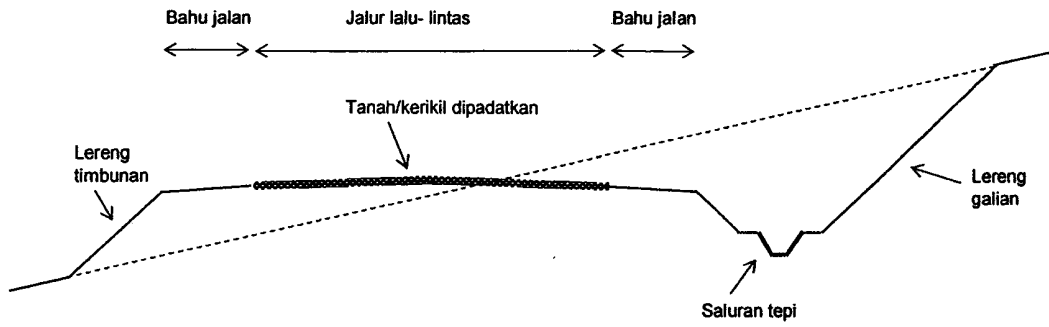 Bahu jalan
Jalur lalu- lintas
Bahu jalan
Tanah/kerikil dipadatkan
Lereng
timbunan
Lereng
galian
Saluran tepi